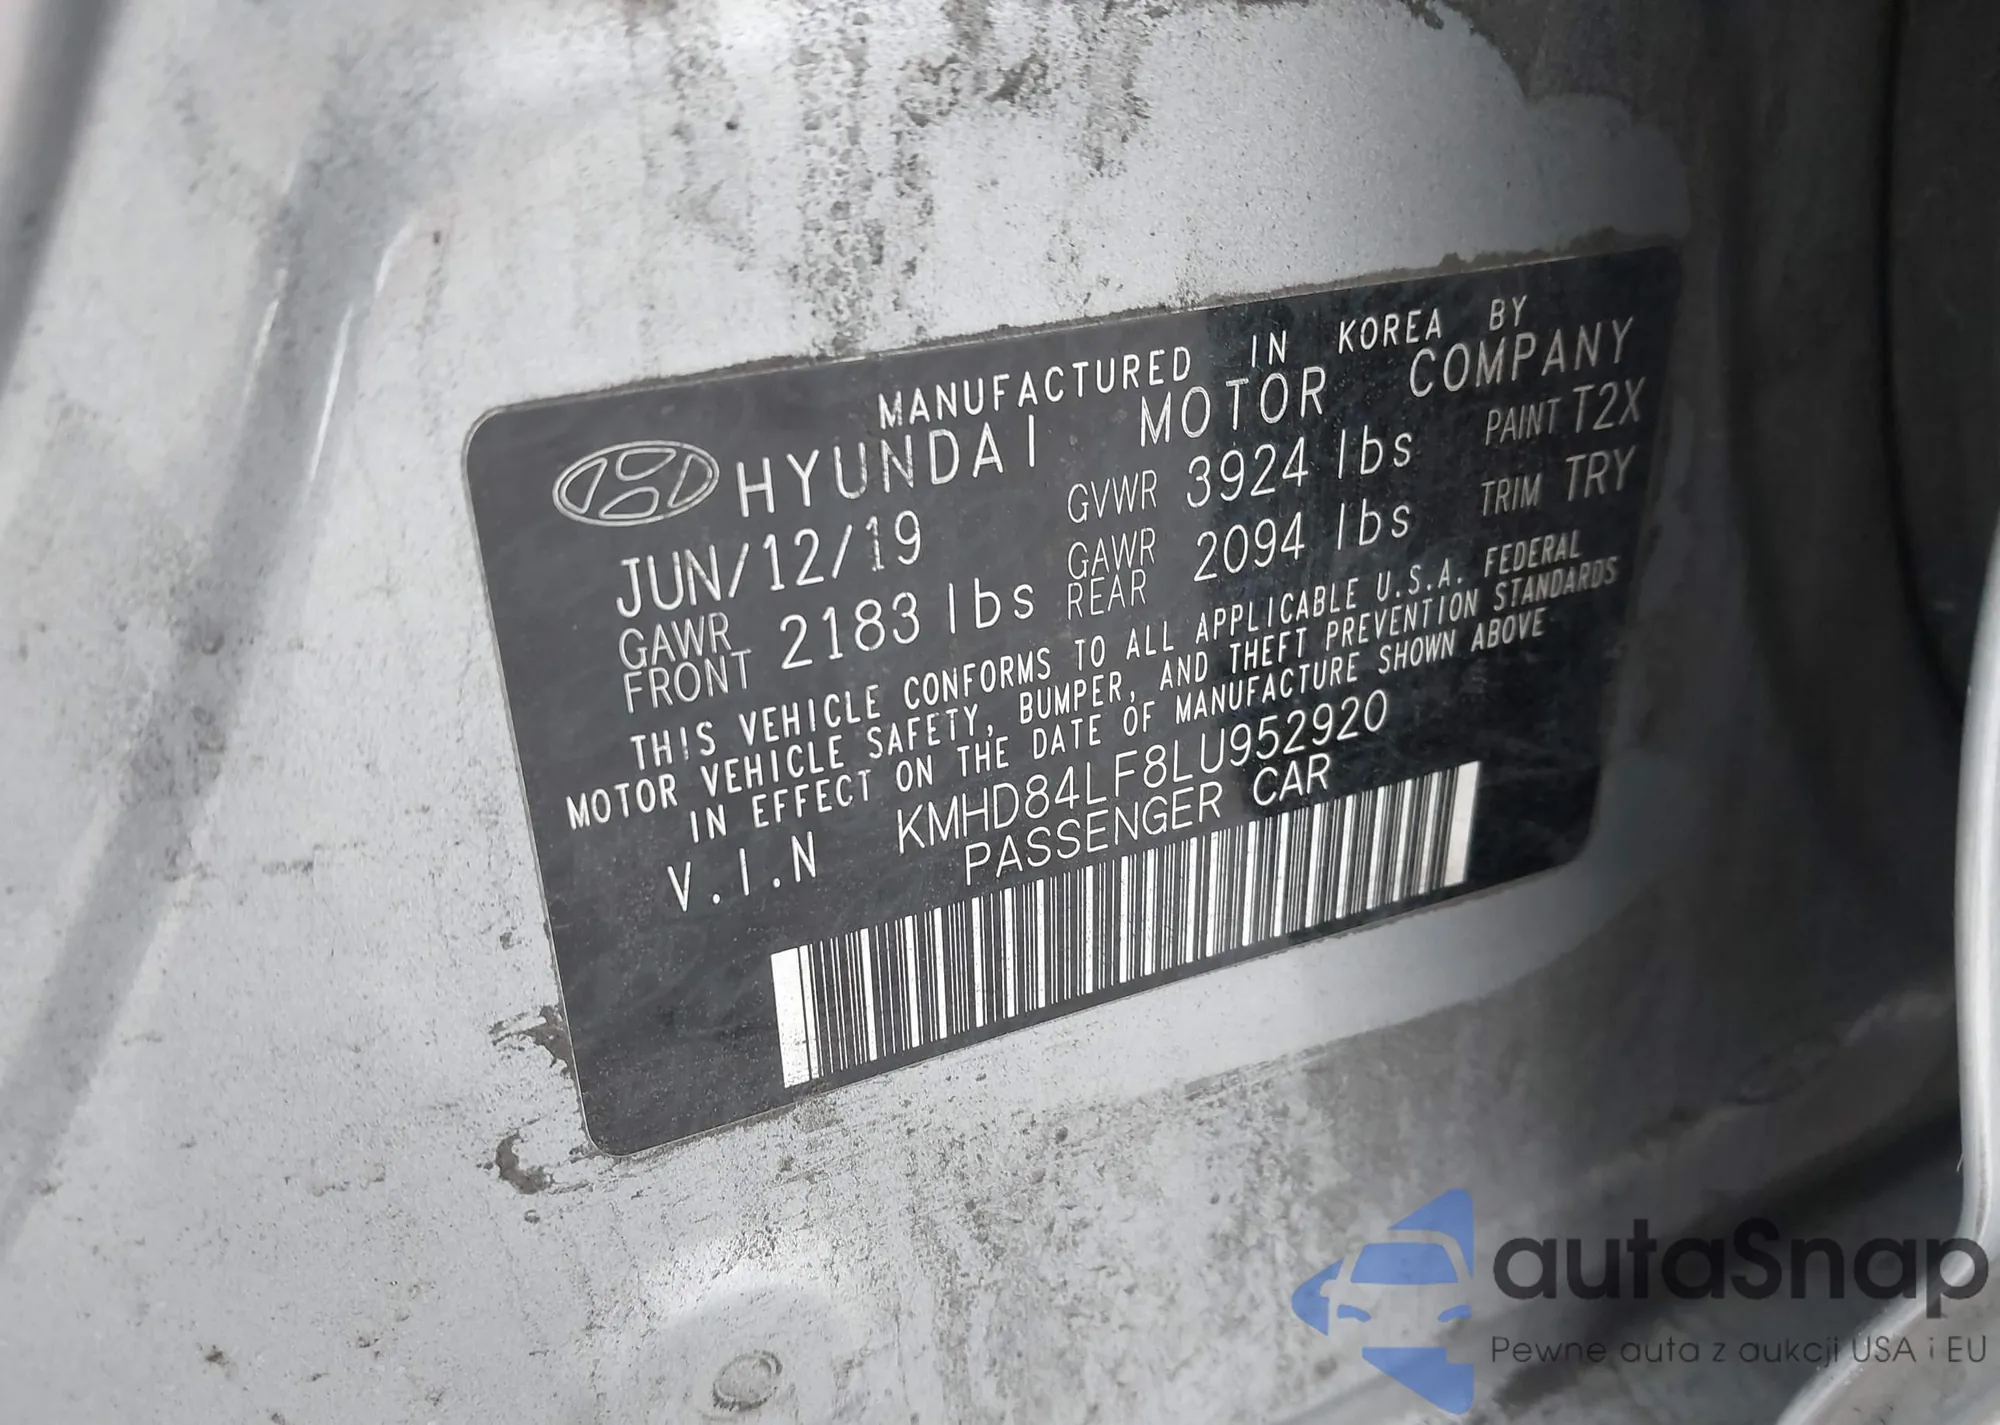 MANUFACTURED IN KOREA BY
HYUNDAI MOTOR COMPANY
JUN/12/19 GVWR 3924 lbs PAINT T2X
GAWR FRONT 2183 lbs GAWR REAR 2094 lbs TRIM TRY
THIS VEHICLE CONFORMS TO ALL APPLICABLE U.S.A. FEDERAL
MOTOR VEHICLE SAFETY, BUMPER, AND THEFT PREVENTION STANDARDS
IN EFFECT ON THE DATE OF MANUFACTURE SHOWN ABOVE
V.I.N KMHD84LF8LU952920
PASSENGER CAR
autaSnap
Pewne auta z aukcji USA i EU